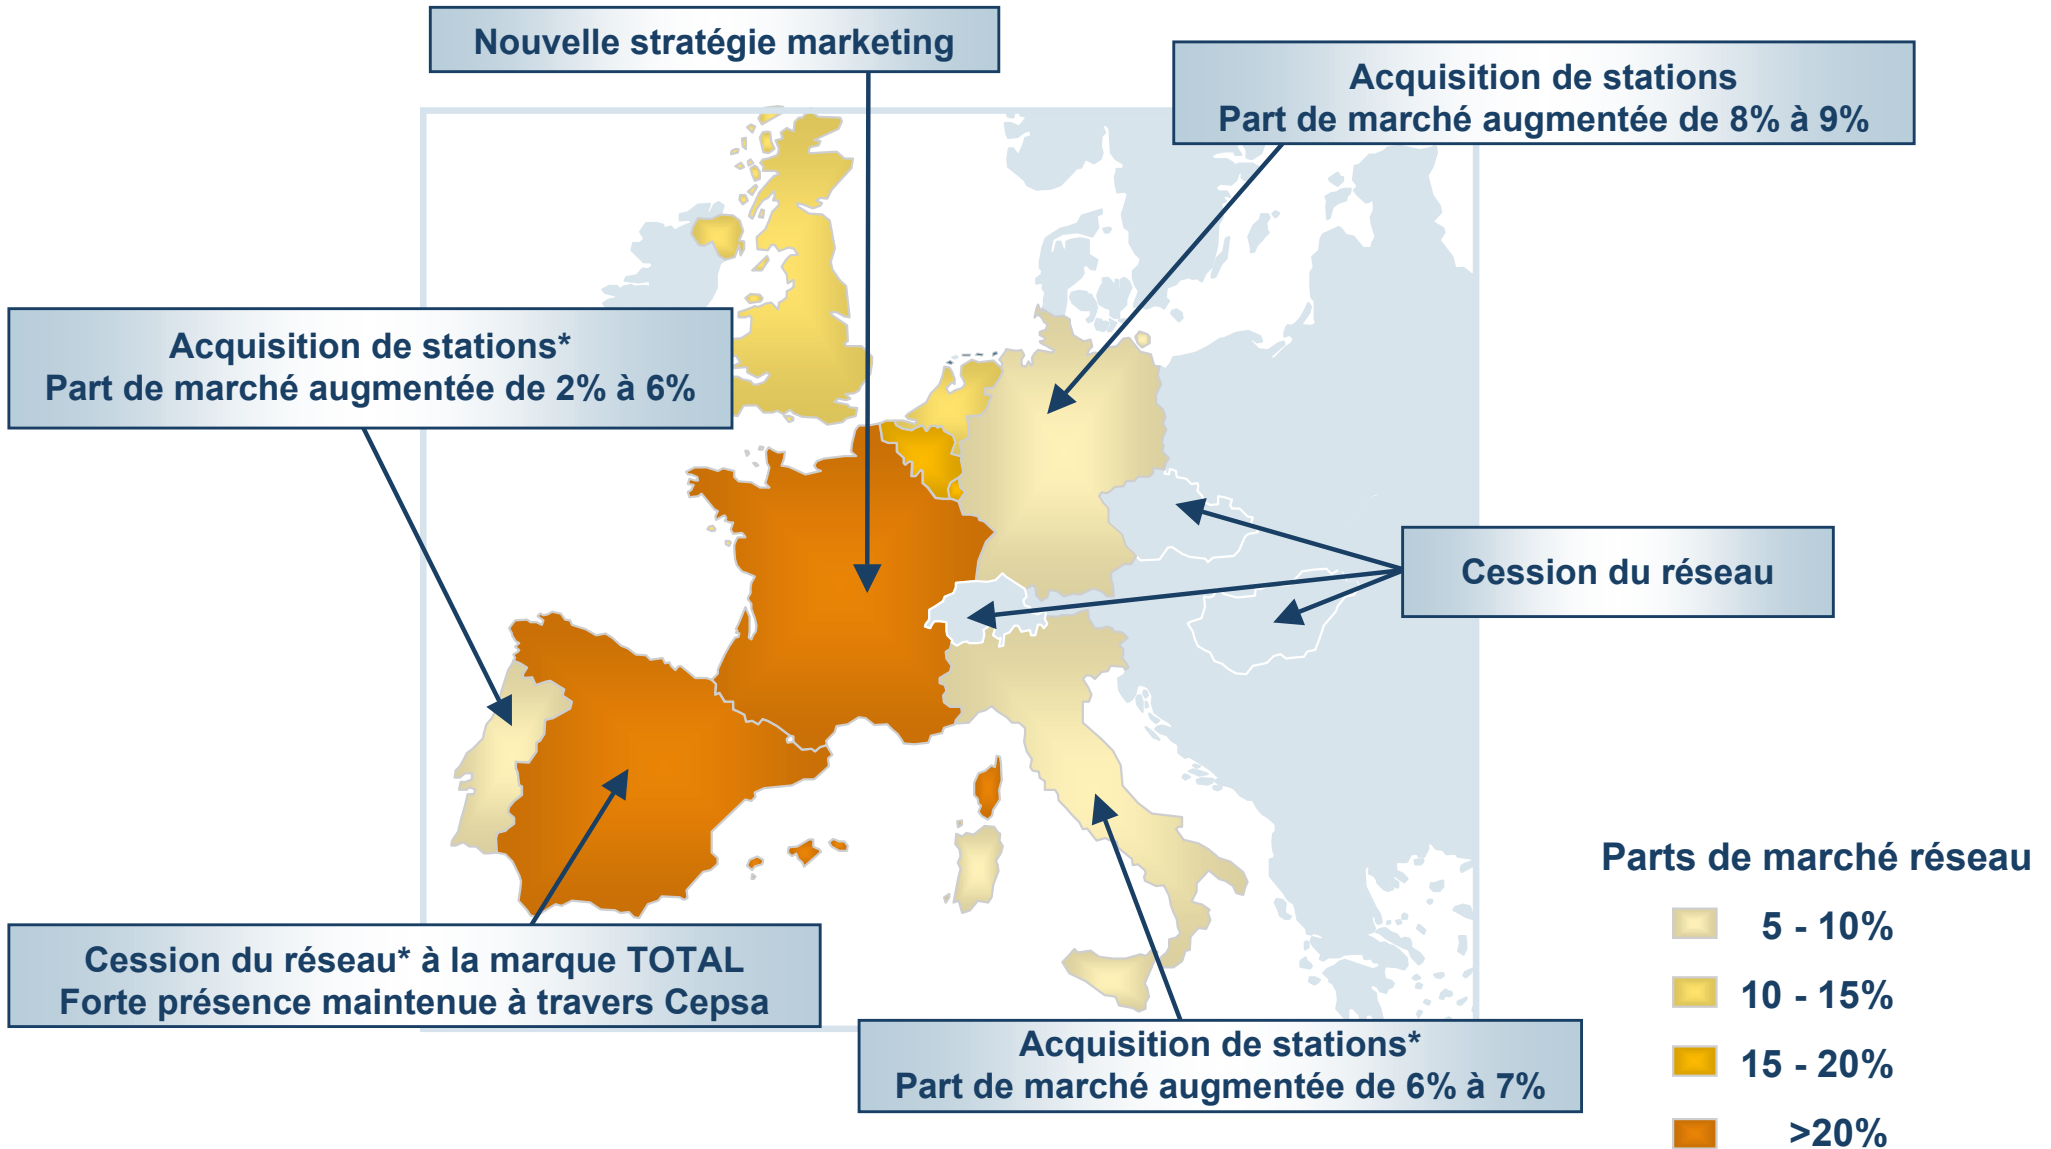 Nouvelle stratégie marketing
Acquisition de stations
Part de marché augmentée de 8% à 9%
Acquisition de stations*
Part de marché augmentée de 2% à 6%
Cession du réseau
Cession du réseau* à la marque TOTAL
Forte présence maintenue à travers Cepsa
Acquisition de stations*
Part de marché augmentée de 6% à 7%
Parts de marché réseau
5 - 10%
10 - 15%
15 - 20%
>20%